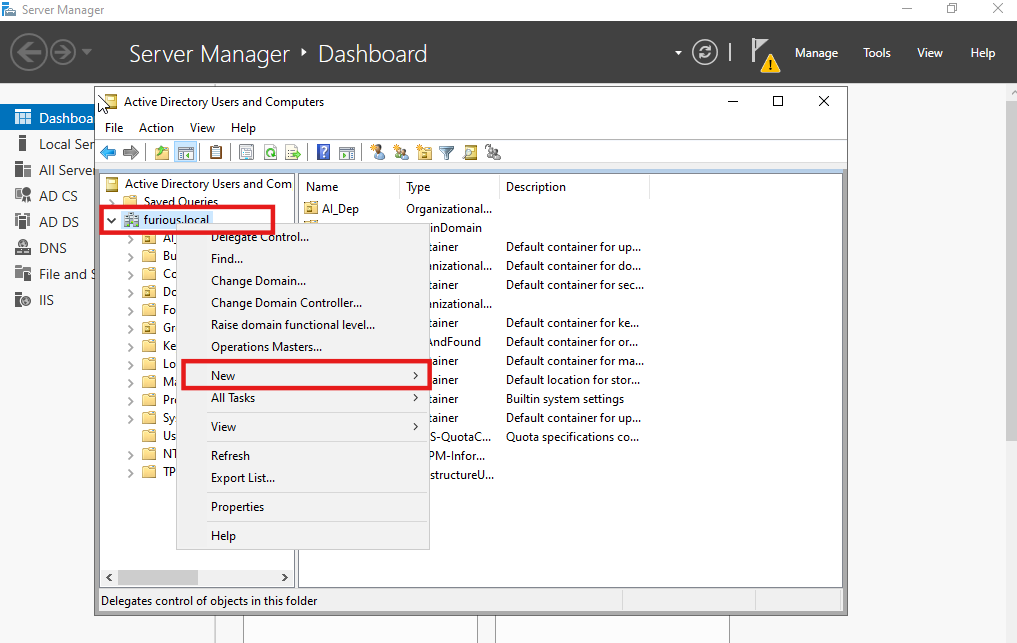 Server Manager
Server Manager
Dashboard
Manage
Tools
View
Help
Dashboa
Local Ser
All Server
AD CS
AD DS
DNS
File and S
IIS
Active Directory Users and Computers
File
Action
View
Help
Active Directory Users and Com
Saved Queries
furious.local
AI_
Bu
Co
Do
Fo
Gr
Ke
Lo
Ma
Pr
Sy
Us
NT
TP
Delegate Control...
Find...
Change Domain...
Change Domain Controller...
Raise domain functional level...
Operations Masters...
New
All Tasks
View
Refresh
Export List...
Properties
Help
Name
Type
Description
AI_Dep
Organizational...
inDomain
tainer
Default container for up...
anizational...
Default container for do...
tainer
Default container for sec...
anizational...
tainer
Default container for ke...
AndFound
Default container for or...
tainer
Default container for ma...
tainer
Default location for stor...
tainer
Builtin system settings
tainer
Default container for up...
S-QuotaC...
Quota specifications co...
PM-Infor...
structureU...
Delegates control of objects in this folder